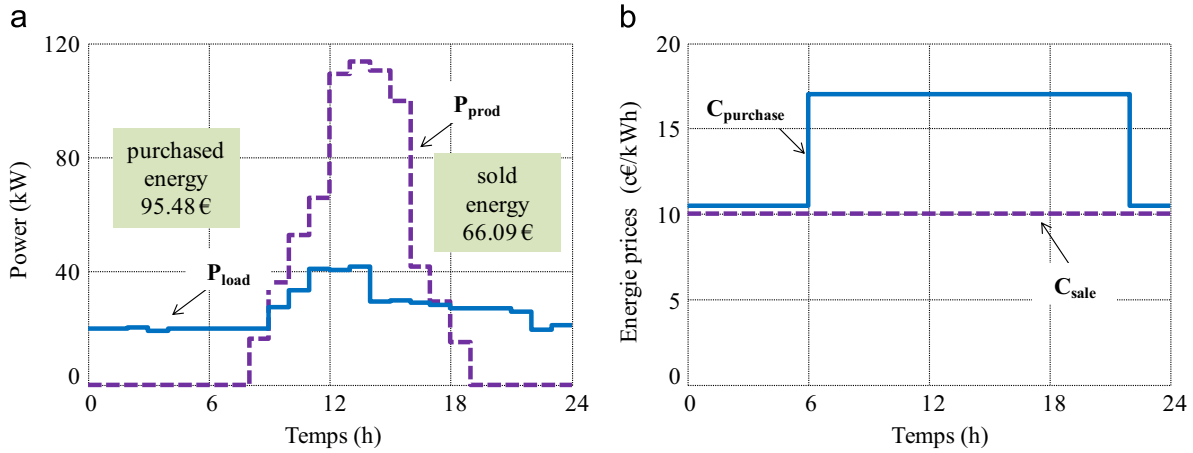 a
120
80
40
0
Power (kW)
purchased
energy
95.48 €
P_prod
sold
energy
66.09 €
P_load
0
6
12
18
24
Temps (h)
b
20
15
10
5
0
Energie prices (c€/kWh)
C_purchase
C_sale
0
6
12
18
24
Temps (h)